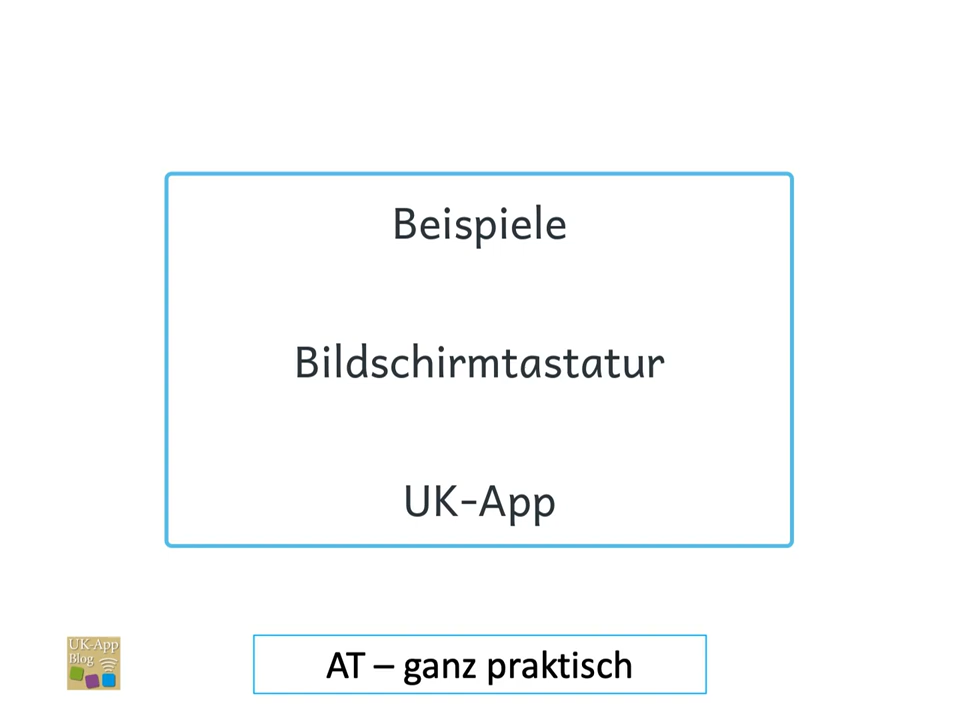 Beispiele
Bildschirmtastatur
UK-App
UK-App
Blog
AT – ganz praktisch